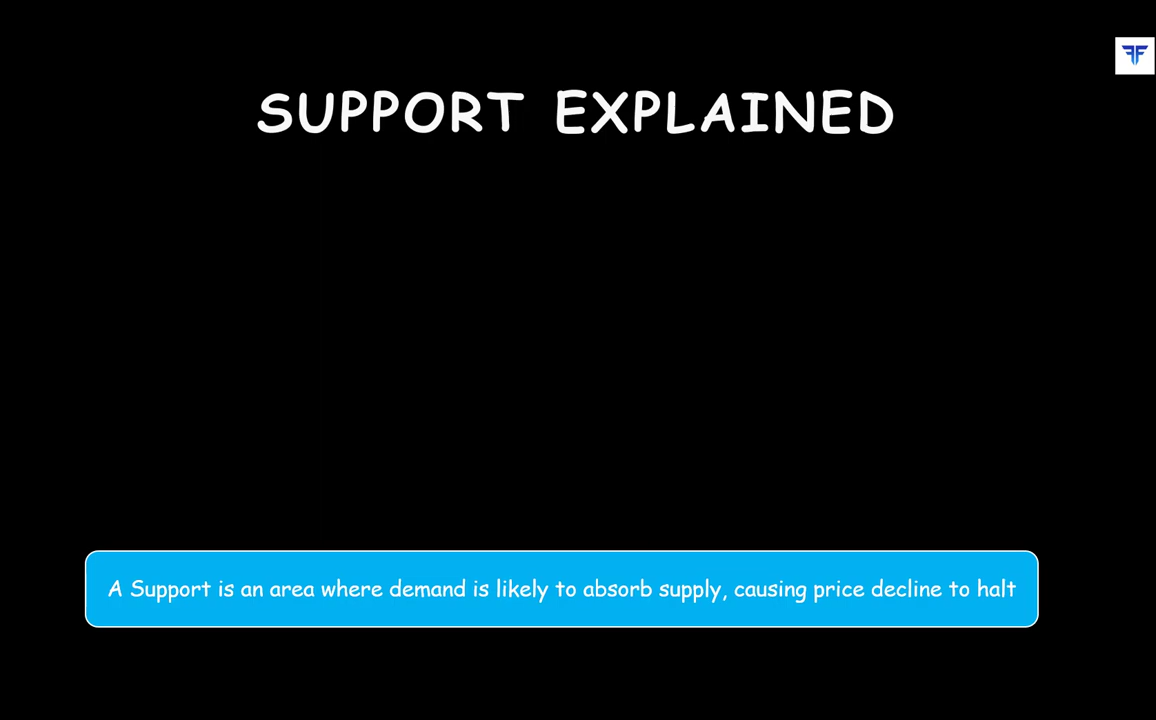 SUPPORT EXPLAINED
A Support is an area where demand is likely to absorb supply, causing price decline to halt